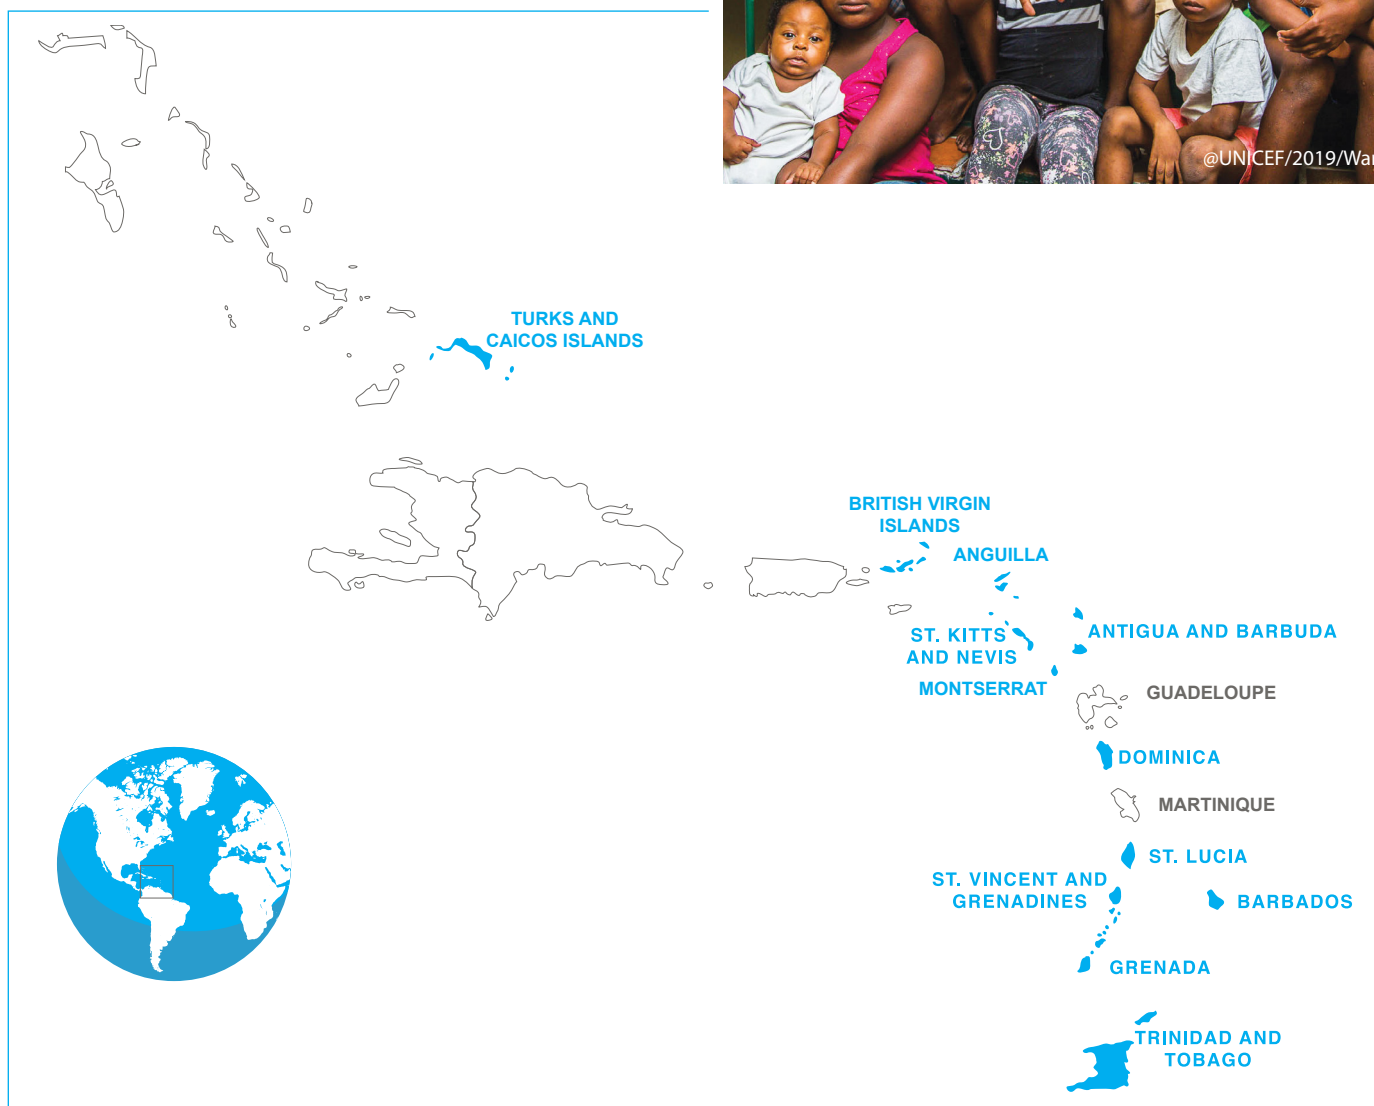 @UNICEF/2019/Wa
TURKS AND
CAICOS ISLANDS
BRITISH VIRGIN
ISLANDS
ANGUILLA
ST. KITTS
AND NEVIS
ANTIGUA AND BARBUDA
MONTSERRAT
GUADELOUPE
DOMINICA
MARTINIQUE
ST. LUCIA
ST. VINCENT AND
GRENADINES
BARBADOS
GRENADA
TRINIDAD AND
TOBAGO